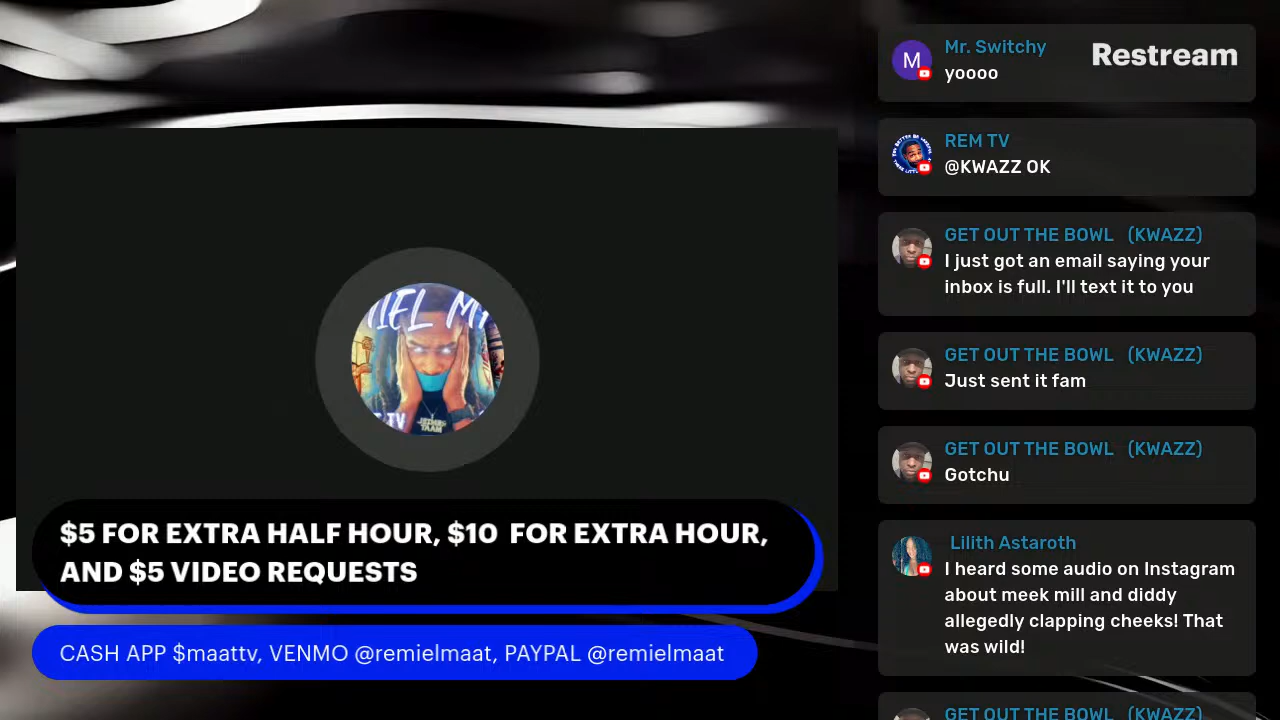 IEL M
TV
$5 FOR EXTRA HALF HOUR, $10 FOR EXTRA HOUR,
AND $5 VIDEO REQUESTS
CASH APP $maattv, VENMO @remielmaat, PAYPAL @remielmaat
Restream
M
Mr. Switchy
yoooo
REM TV
@KWAZZ OK
GET OUT THE BOWL (KWAZZ)
I just got an email saying your
inbox is full. I'll text it to you
GET OUT THE BOWL (KWAZZ)
Just sent it fam
GET OUT THE BOWL (KWAZZ)
Gotchu
Lilith Astaroth
I heard some audio on Instagram
about meek mill and diddy
allegedly clapping cheeks! That
was wild!
GET OUT THE BOWL (KWAZZ)